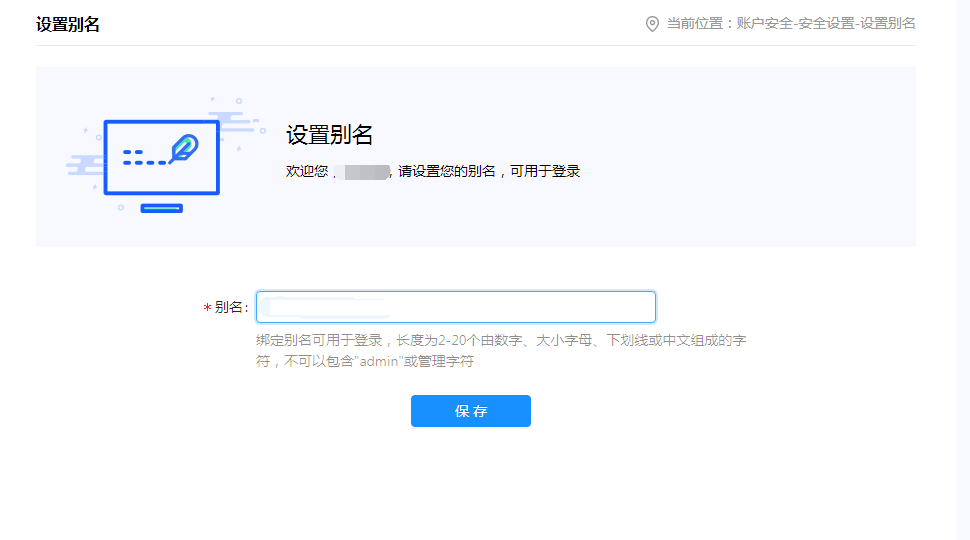 设置别名
当前位置：账户安全-安全设置-设置别名
设置别名
欢迎您，, 请设置您的别名，可用于登录
*别名:
绑定别名可用于登录，长度为2-20个由数字、大小字母、下划线或中文组成的字
符，不可以包含"admin"或管理字符
保 存